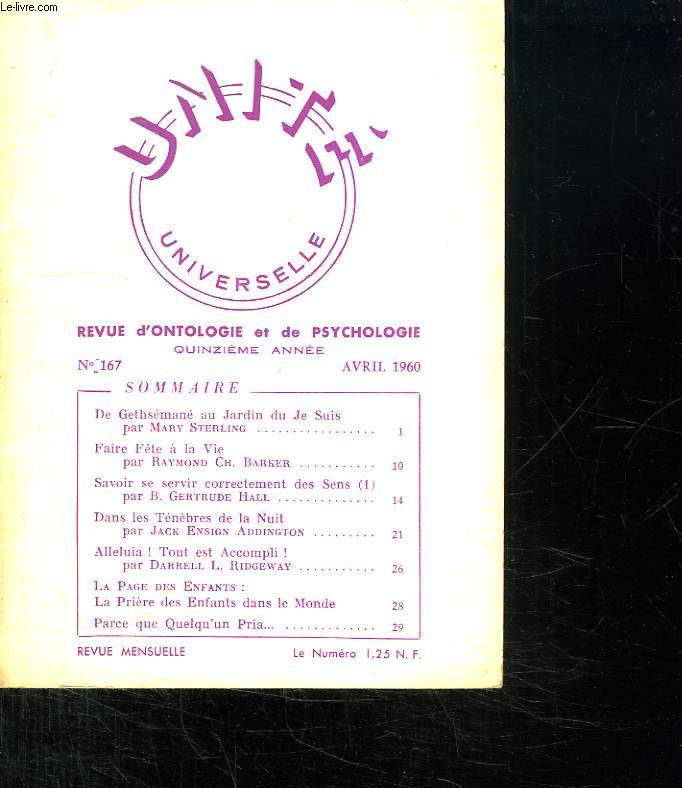 Le-livre.com
UNITÉ
UNIVERSELLE
REVUE d'ONTOLOGIE et de PSYCHOLOGIE
QUINZIÈME ANNÉE
No 167 AVRIL 1960
SOMMAIRE
De Gethsémané au Jardin du Je Suis
par MARY STERLING ................. 1
Faire Fête à la Vie
par RAYMOND CH. BARKER ........... 10
Savoir se servir correctement des Sens (1)
par B. GERTRUDE HALL .............. 14
Dans les Ténèbres de la Nuit
par JACK ENSIGN ADDINGTON ......... 21
Alleluia ! Tout est Accompli !
par DARRELL L. RIDGEWAY ........... 26
LA PAGE DES ENFANTS :
La Prière des Enfants dans le Monde 28
Parce que Quelqu'un Pria... ............. 29
REVUE MENSUELLE Le Numéro 1,25 N. F.